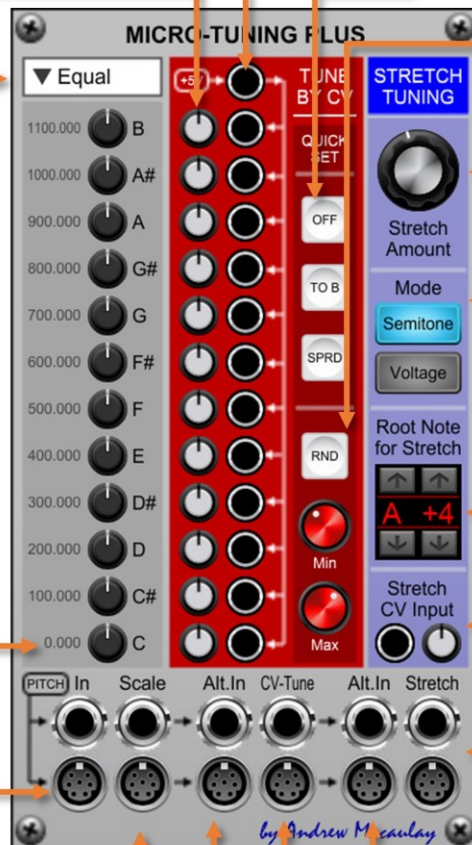 MICRO-TUNING PLUS
▼ Equal
+5V
TUNE
BY CV
STRETCH
TUNING
1100.000 B
QUICK
SET
1000.000 A#
900.000 A
OFF
Stretch
Amount
800.000 G#
TO B
Mode
700.000 G
Semitone
600.000 F#
SPRD
Voltage
500.000 F
Root Note
for Stretch
400.000 E
RND
300.000 D#
A +4
200.000 D
Min
100.000 C#
Stretch
CV Input
0.000 C
Max
PITCH In Scale Alt.In CV-Tune Alt.In Stretch
by Andrew Macaulay